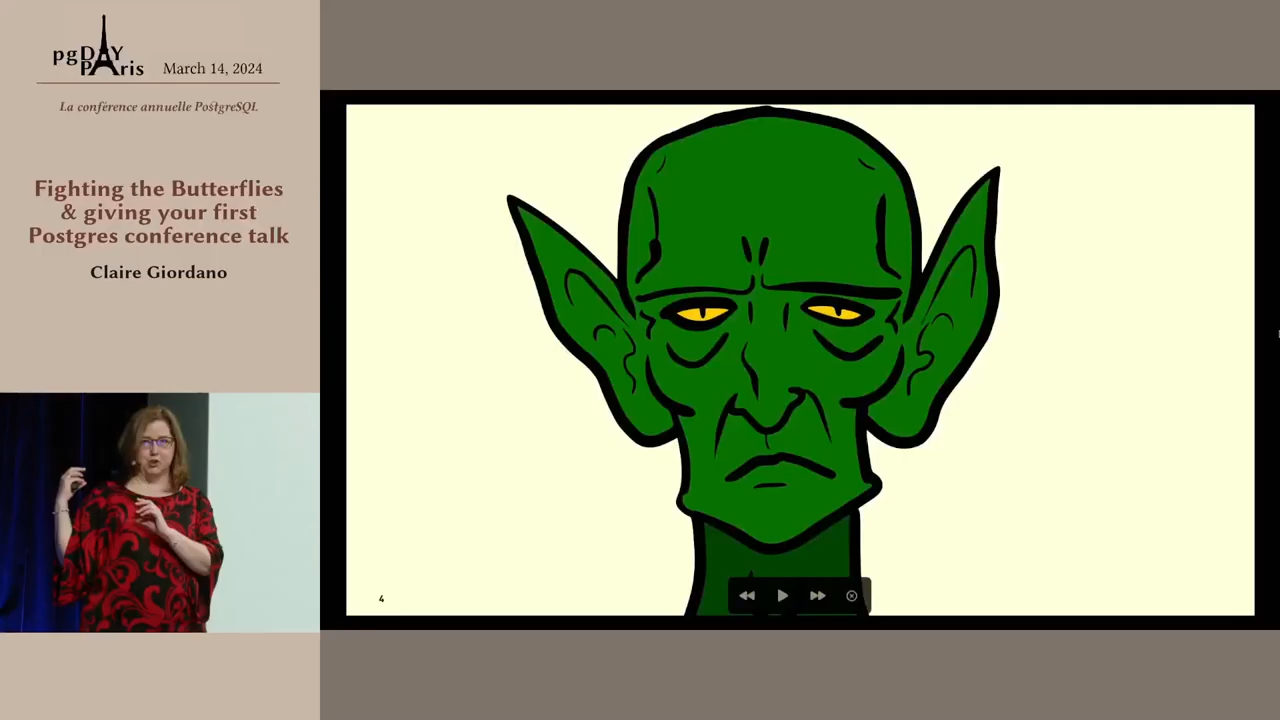 pgDAY
PAris
March 14, 2024
La conférence annuelle PostgreSQL
Fighting the Butterflies
& giving your first
Postgres conference talk
Claire Giordano
4